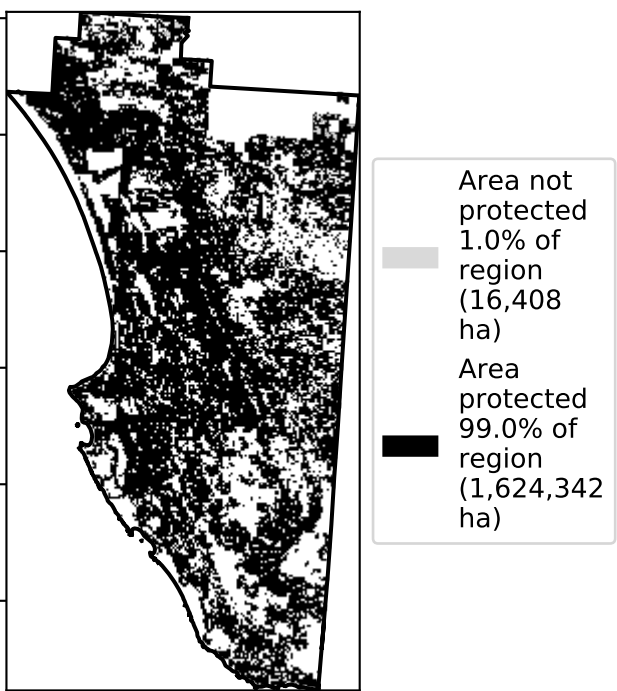 Area not
protected
1.0% of
region
(16,408
ha)
Area
protected
99.0% of
region
(1,624,342
ha)